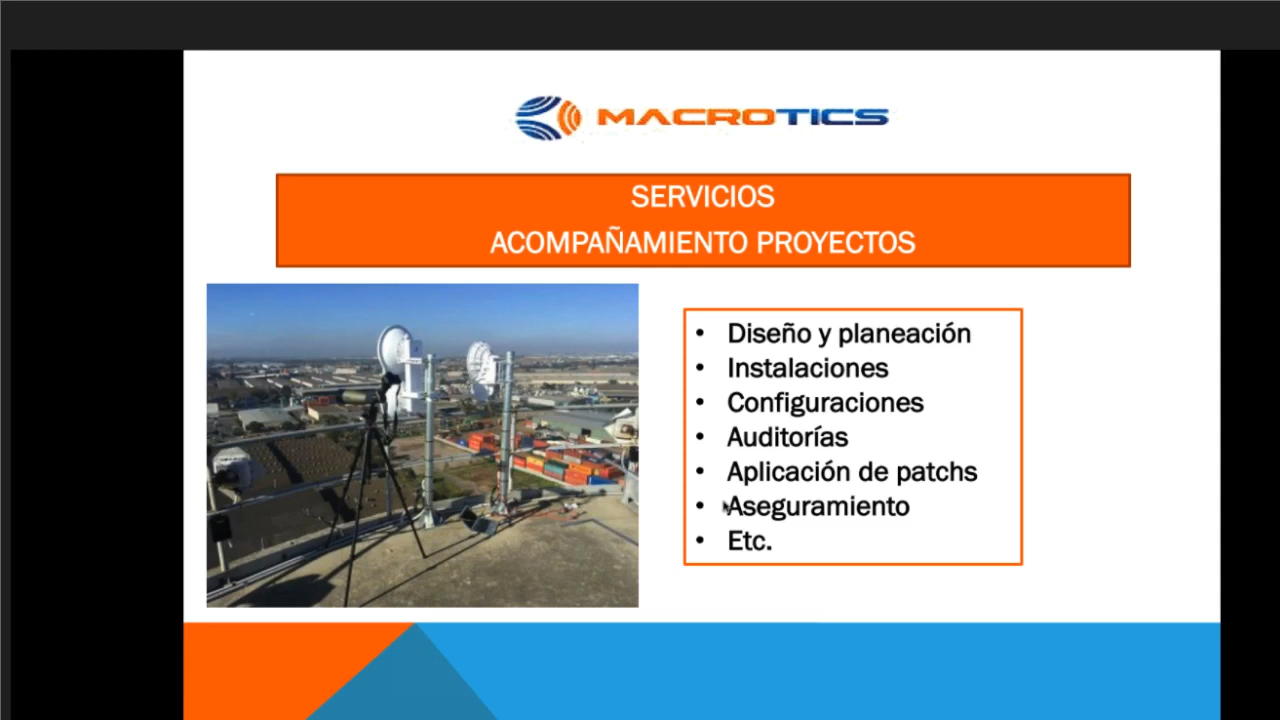 MACROTICS
SERVICIOS
ACOMPAÑAMIENTO PROYECTOS
• Diseño y planeación
• Instalaciones
• Configuraciones
• Auditorías
• Aplicación de patchs
• Aseguramiento
• Etc.